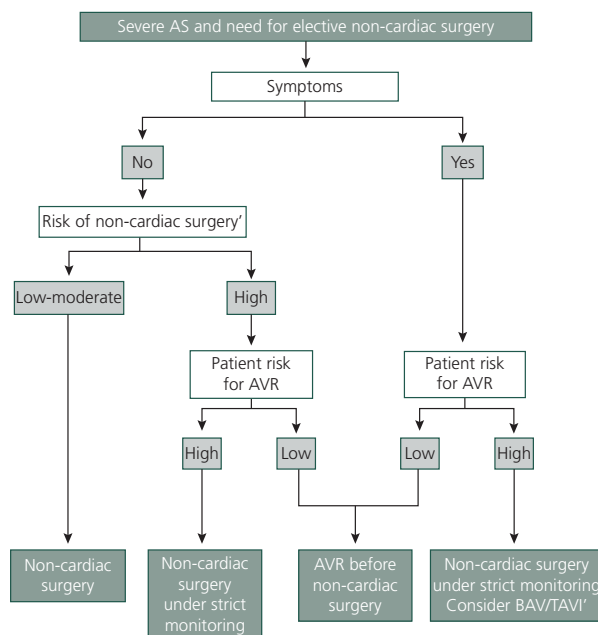 Severe AS and need for elective non-cardiac surgery
Symptoms
No
Yes
Risk of non-cardiac surgery'
Low-moderate
High
Patient risk
for AVR
Patient risk
for AVR
High
Low
Low
High
Non-cardiac
surgery
Non-cardiac
surgery
under strict
monitoring
AVR before
non-cardiac
surgery
Non-cardiac surgery
under strict monitoring
Consider BAV/TAVI'